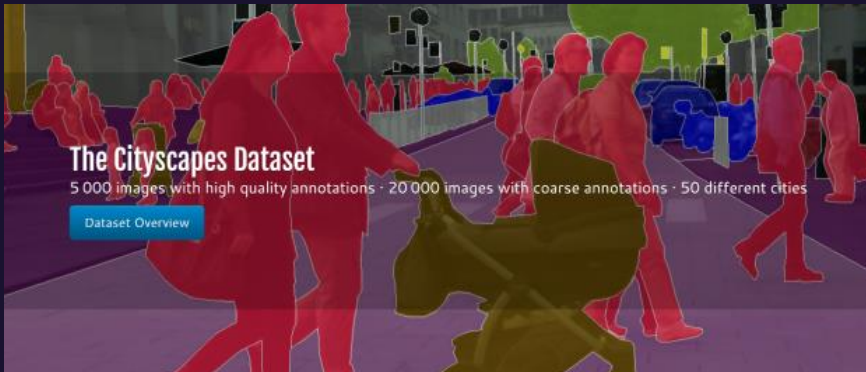 The Cityscapes Dataset
5 000 images with high quality annotations · 20 000 images with coarse annotations · 50 different cities
Dataset Overview